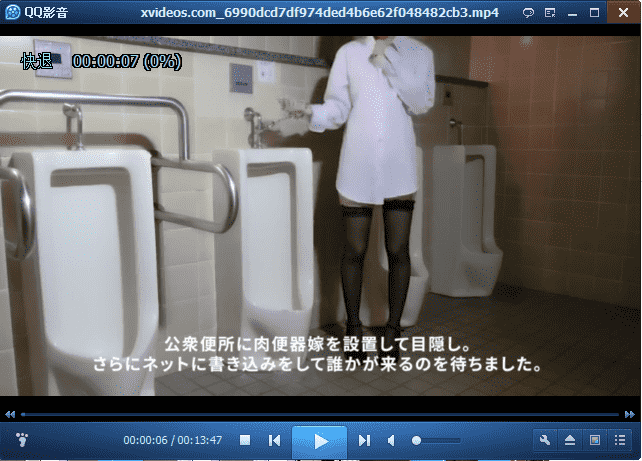 QQ影音
xvideos.com_6990dcd7df974ded4b6e62f048482cb3.mp4
快退 00:00:07 (0%)
公衆便所に肉便器嫁を設置して目隠し。
さらにネットに書き込みをして誰かが来るのを待ちました。
00:00:06 / 00:13:47